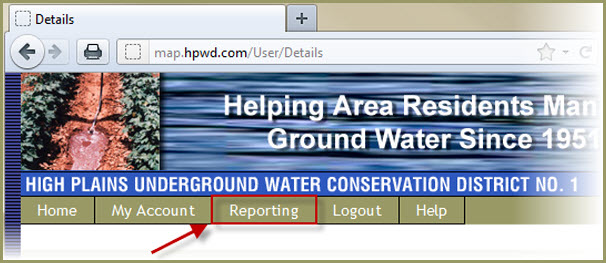 Details
map.hpwd.com/User/Details
Helping Area Residents Man
Ground Water Since 1951
HIGH PLAINS UNDERGROUND WATER CONSERVATION DISTRICT NO. 1
Home My Account Reporting Logout Help